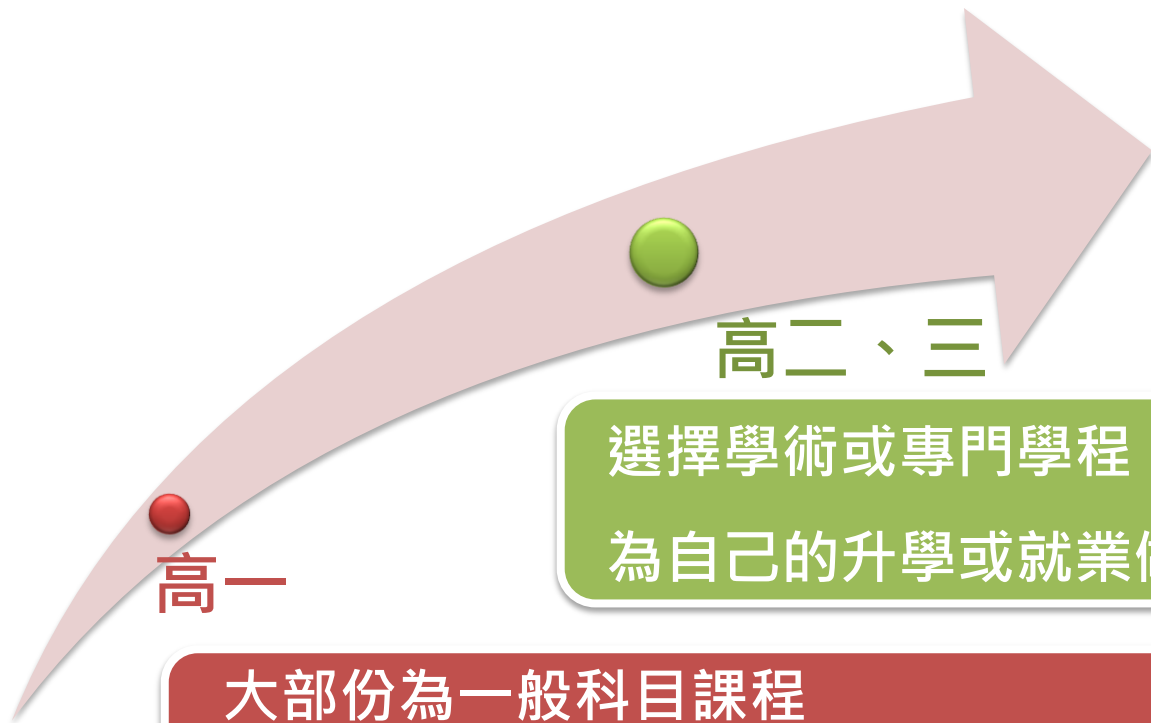 高二、三
選擇學術或專門學程
為自己的升學或就業
高一
大部份為一般科目課程